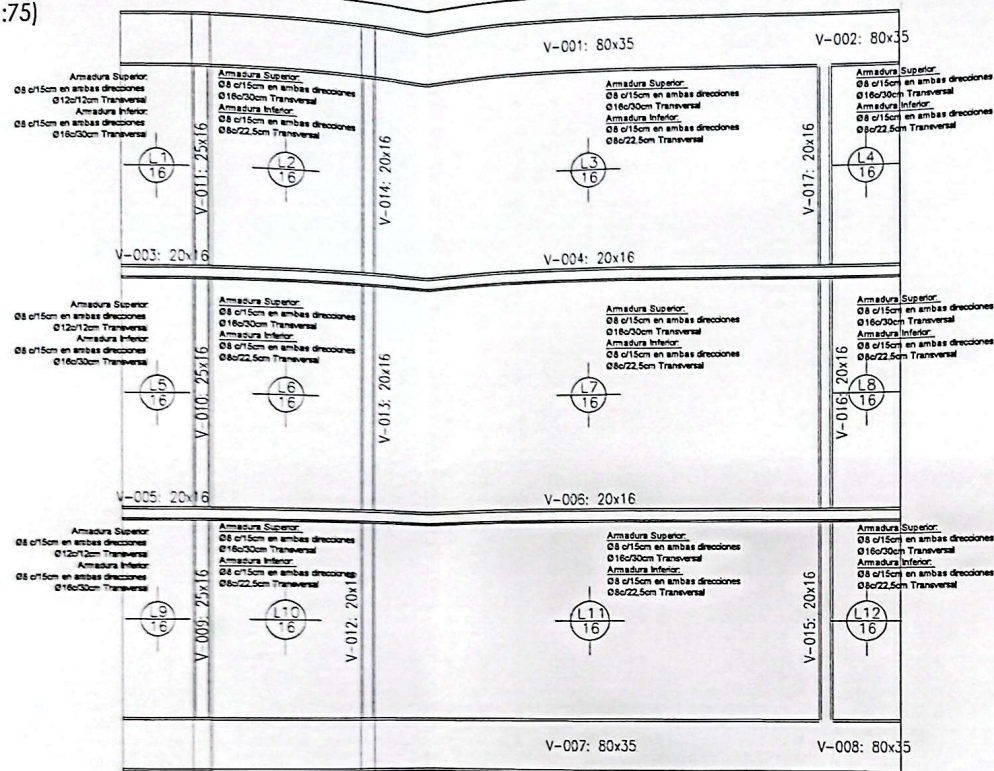 :75)
V-001: 80x35
V-002: 80x35
Armadura Superior:
Ø8 c/15cm en ambas direcciones
Ø12c/12cm Transversal
Armadura Inferior:
Ø8 c/15cm en ambas direcciones
Ø16c/30cm Transversal
L1
16
V-011: 25x16
Armadura Superior:
Ø8 c/15cm en ambas direcciones
Ø16c/30cm Transversal
Armadura Inferior:
Ø8 c/15cm en ambas direcciones
Ø8c/22,5cm Transversal
L2
16
V-014: 20x16
Armadura Superior:
Ø8 c/15cm en ambas direcciones
Ø16c/30cm Transversal
Armadura Inferior:
Ø8 c/15cm en ambas direcciones
Ø8c/22,5cm Transversal
L3
16
V-017: 20x16
Armadura Superior:
Ø8 c/15cm en ambas direcciones
Ø16c/30cm Transversal
Armadura Inferior:
Ø8 c/15cm en ambas direcciones
Ø8c/22,5cm Transversal
L4
16
V-003: 20x16
V-004: 20x16
Armadura Superior:
Ø8 c/15cm en ambas direcciones
Ø12c/12cm Transversal
Armadura Inferior:
Ø8 c/15cm en ambas direcciones
Ø16c/30cm Transversal
L5
16
V-010: 25x16
Armadura Superior:
Ø8 c/15cm en ambas direcciones
Ø16c/30cm Transversal
Armadura Inferior:
Ø8 c/15cm en ambas direcciones
Ø8c/22,5cm Transversal
L6
16
V-013: 20x16
Armadura Superior:
Ø8 c/15cm en ambas direcciones
Ø16c/30cm Transversal
Armadura Inferior:
Ø8 c/15cm en ambas direcciones
Ø8c/22,5cm Transversal
L7
16
V-016: 20x16
Armadura Superior:
Ø8 c/15cm en ambas direcciones
Ø16c/30cm Transversal
Armadura Inferior:
Ø8 c/15cm en ambas direcciones
Ø8c/22,5cm Transversal
L8
16
V-005: 20x16
V-006: 20x16
Armadura Superior:
Ø8 c/15cm en ambas direcciones
Ø12c/12cm Transversal
Armadura Inferior:
Ø8 c/15cm en ambas direcciones
Ø16c/30cm Transversal
L9
16
V-009: 25x16
Armadura Superior:
Ø8 c/15cm en ambas direcciones
Ø16c/30cm Transversal
Armadura Inferior:
Ø8 c/15cm en ambas direcciones
Ø8c/22,5cm Transversal
L10
16
V-012: 20x16
Armadura Superior:
Ø8 c/15cm en ambas direcciones
Ø16c/30cm Transversal
Armadura Inferior:
Ø8 c/15cm en ambas direcciones
Ø8c/22,5cm Transversal
L11
16
V-015: 20x16
Armadura Superior:
Ø8 c/15cm en ambas direcciones
Ø16c/30cm Transversal
Armadura Inferior:
Ø8 c/15cm en ambas direcciones
Ø8c/22,5cm Transversal
L12
16
V-007: 80x35
V-008: 80x35